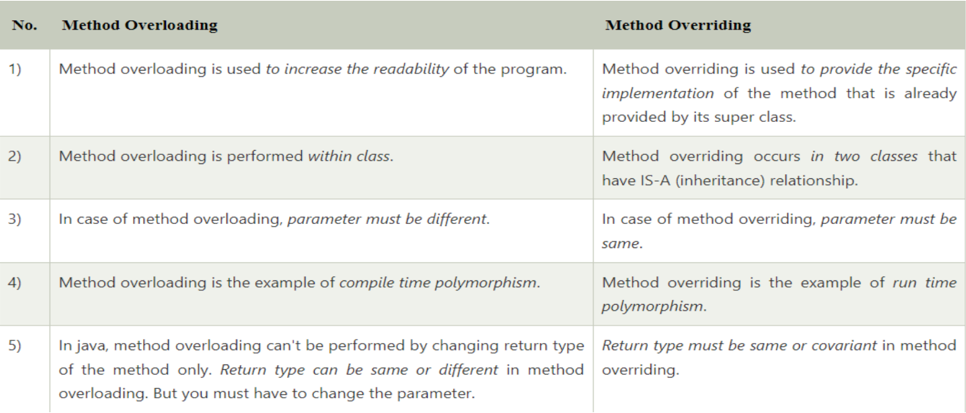 No. Method Overloading Method Overriding
1) Method overloading is used to increase the readability of the program.
Method overriding is used to provide the specific
implementation of the method that is already
provided by its super class.
2) Method overloading is performed within class.
Method overriding occurs in two classes that
have IS-A (inheritance) relationship.
3) In case of method overloading, parameter must be different.
In case of method overriding, parameter must be
same.
4) Method overloading is the example of compile time polymorphism.
Method overriding is the example of run time
polymorphism.
5) In java, method overloading can't be performed by changing return type
of the method only. Return type can be same or different in method
overloading. But you must have to change the parameter.
Return type must be same or covariant in method
overriding.